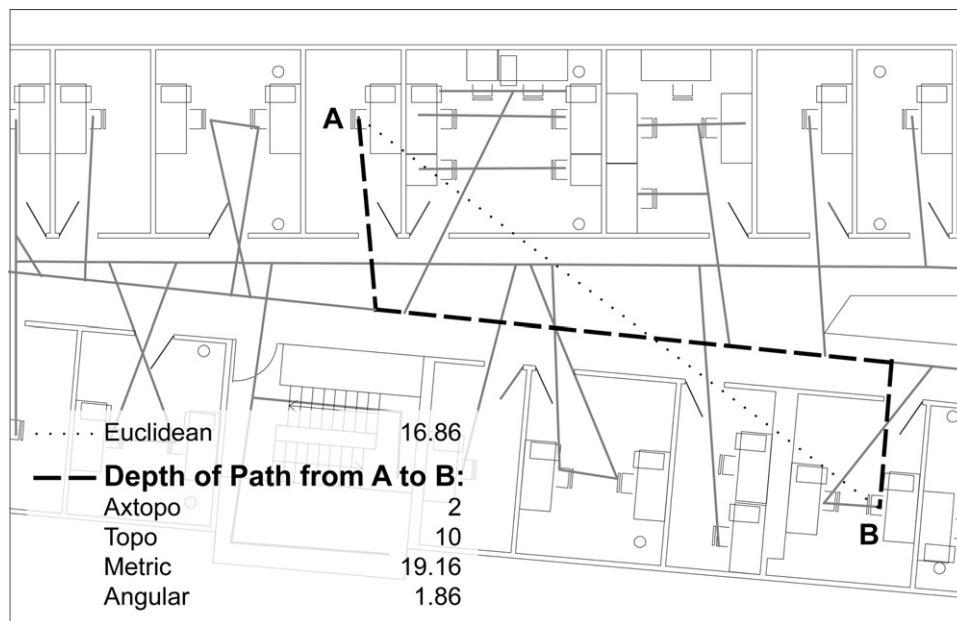 A
B
Euclidean 16.86
Depth of Path from A to B:
Axtopo 2
Topo 10
Metric 19.16
Angular 1.86